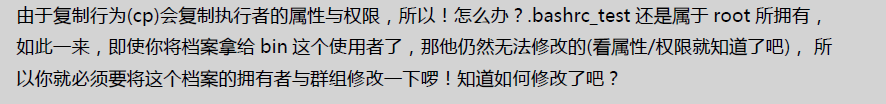 由于复制行为(cp)会复制执行者的属性与权限，所以！怎么办？.bashrc_test 还是属于 root 所拥有，
如此一来，即使你将档案拿给 bin 这个使用者了，那他仍然无法修改的(看属性/权限就知道了吧)， 所
以你就必须要将这个档案的拥有者与群组修改一下啰！知道如何修改了吧？